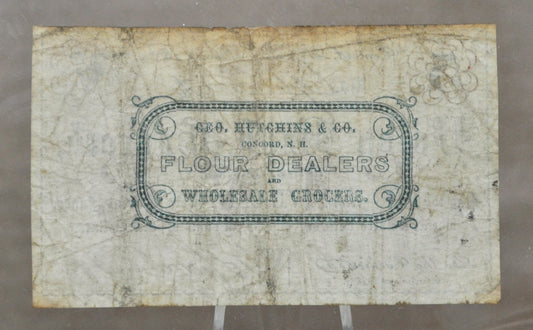 GEO. HUTCHINS & CO.
CONCORD, N. H.
FLOUR DEALERS
AND
WHOLESALE GROCERS.